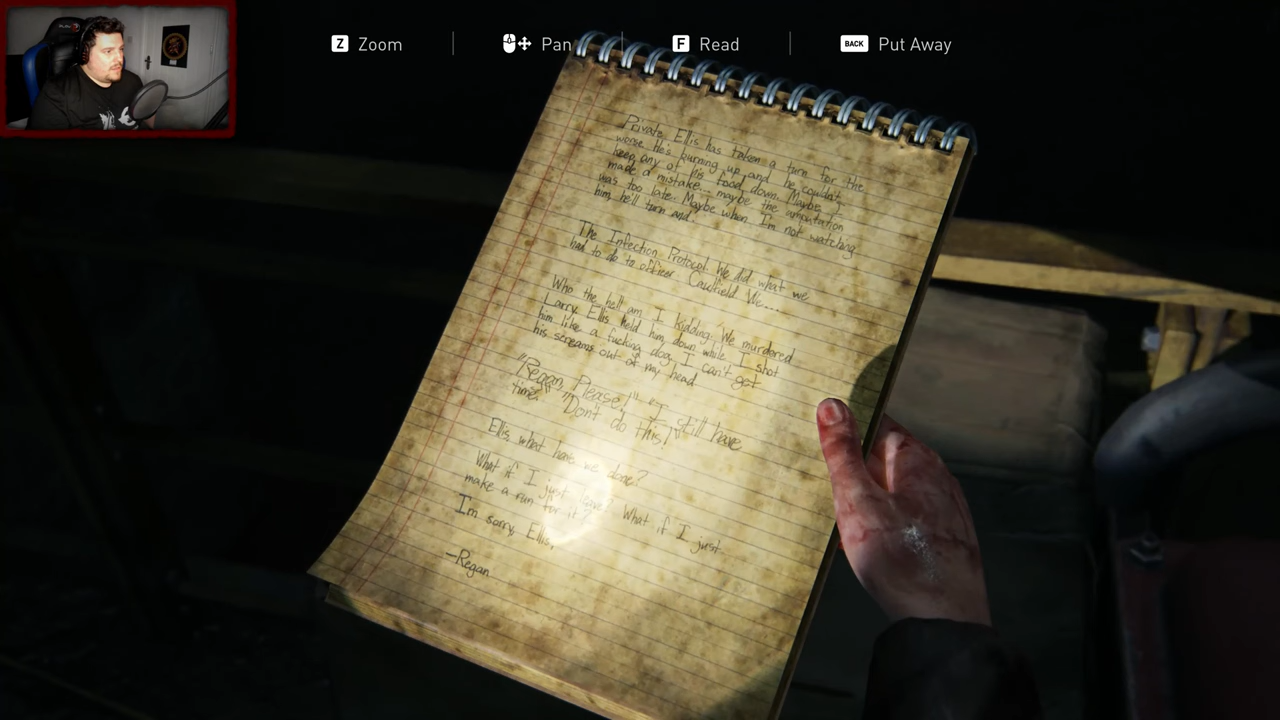 Z Zoom
Pan
F Read
BACK Put Away
Private Ellis has taken a turn for the
worse. He's burning up and he couldn't
keep any of his food down. Maybe I
made a mistake... maybe the amputation
was too late. Maybe when I'm not watching
him, he'll turn and...
The Infection Protocol. We did what we
had to do to officer Caulfield. We....
Who the hell am I kidding. We murdered
Larry. Ellis held him down while I shot
him like a fucking dog. I can't get
his screams out of my head
"Regan, Please!" "I still have
time." "Don't do this!"
Ellis what have we done?
What if I just leave? What if I just
make a run for it?
I'm sorry, Ellis,
-Regan